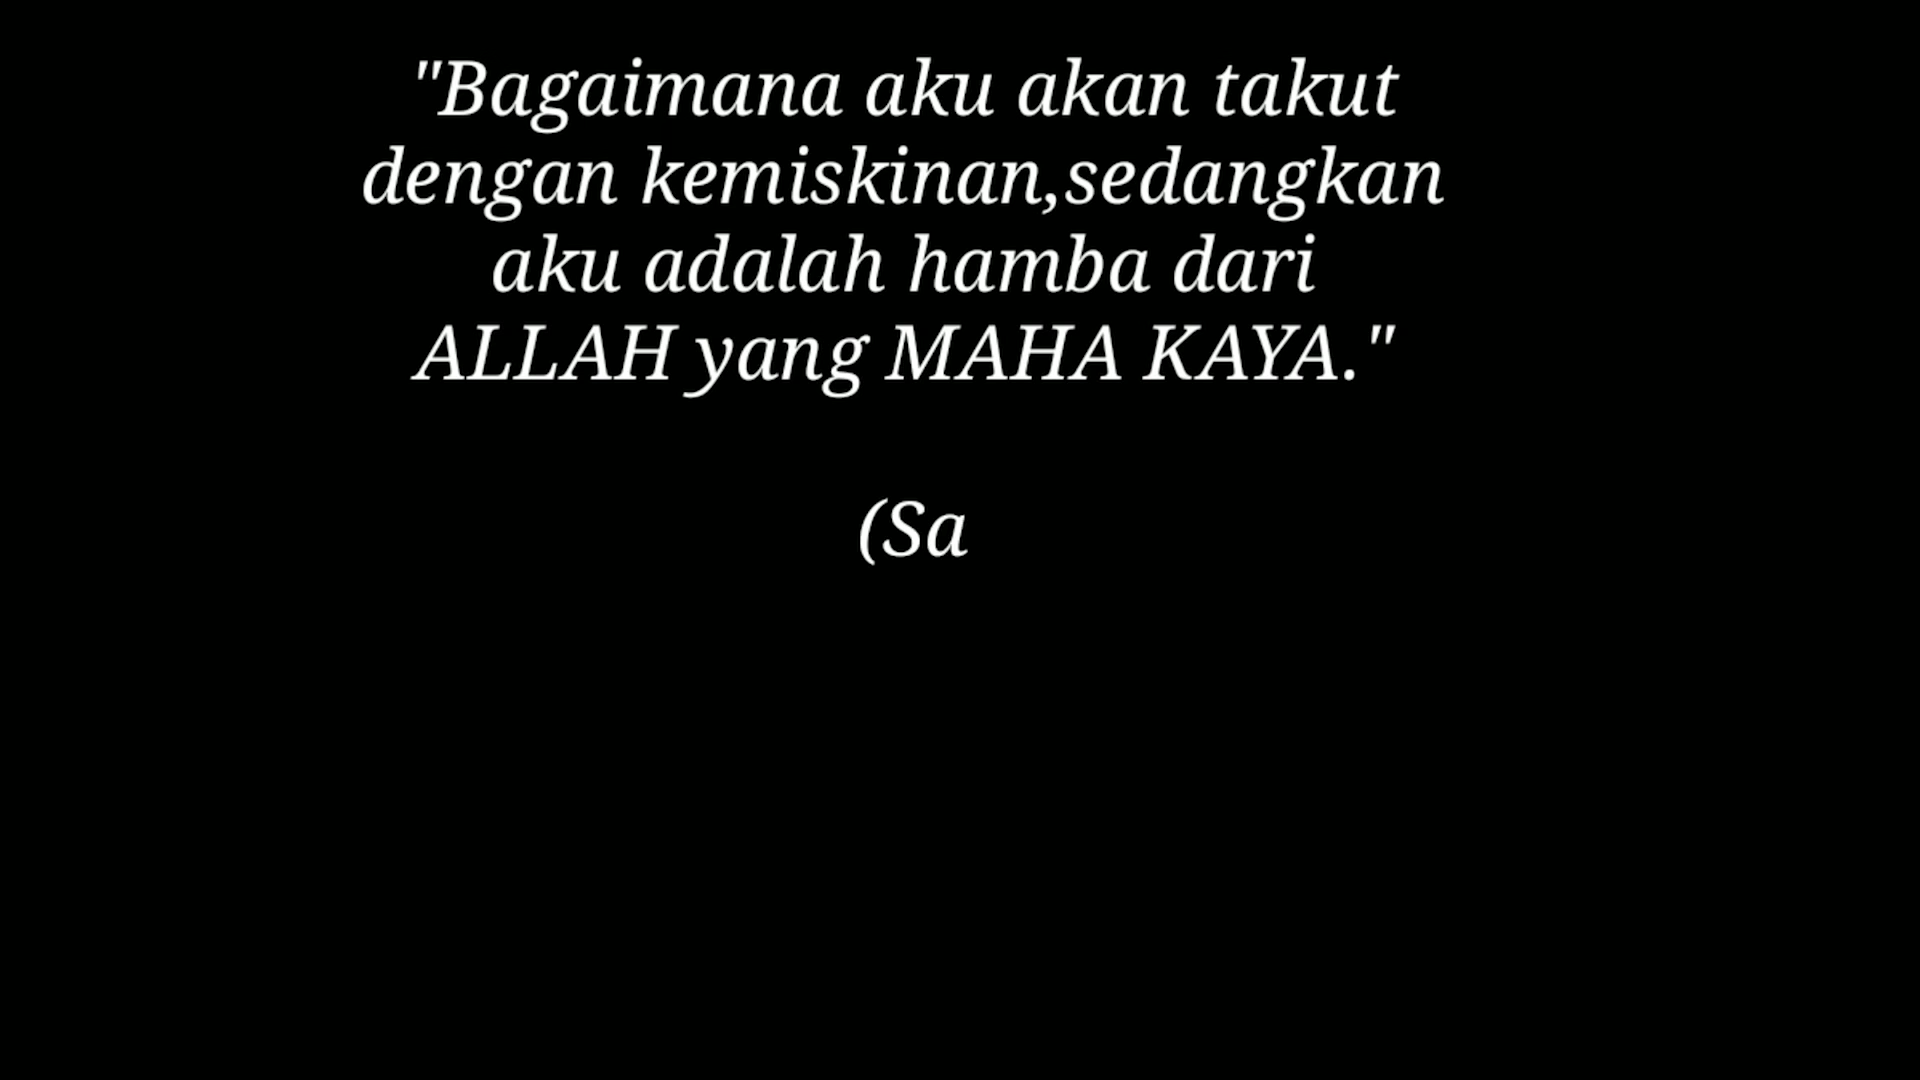 "Bagaimana aku akan takut
dengan kemiskinan,sedangkan
aku adalah hamba dari
ALLAH yang MAHA KAYA."
(Sa